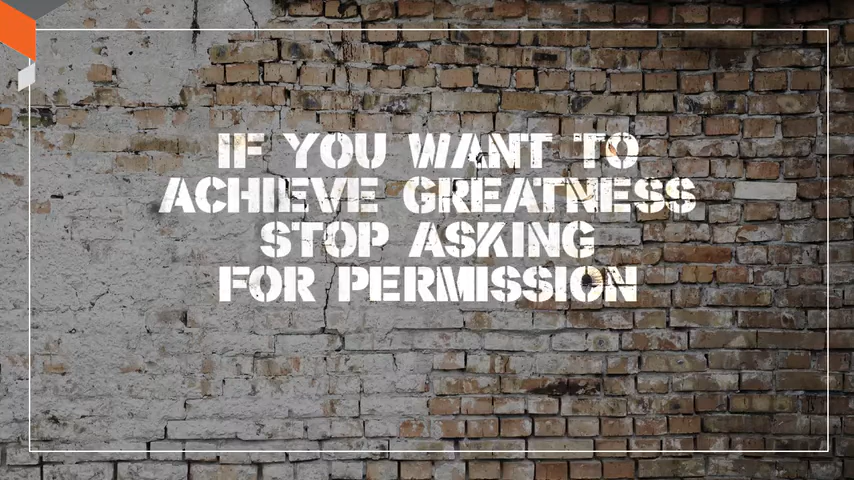 IF YOU WANT TO
ACHIEVE GREATNESS
STOP ASKING
FOR PERMISSION